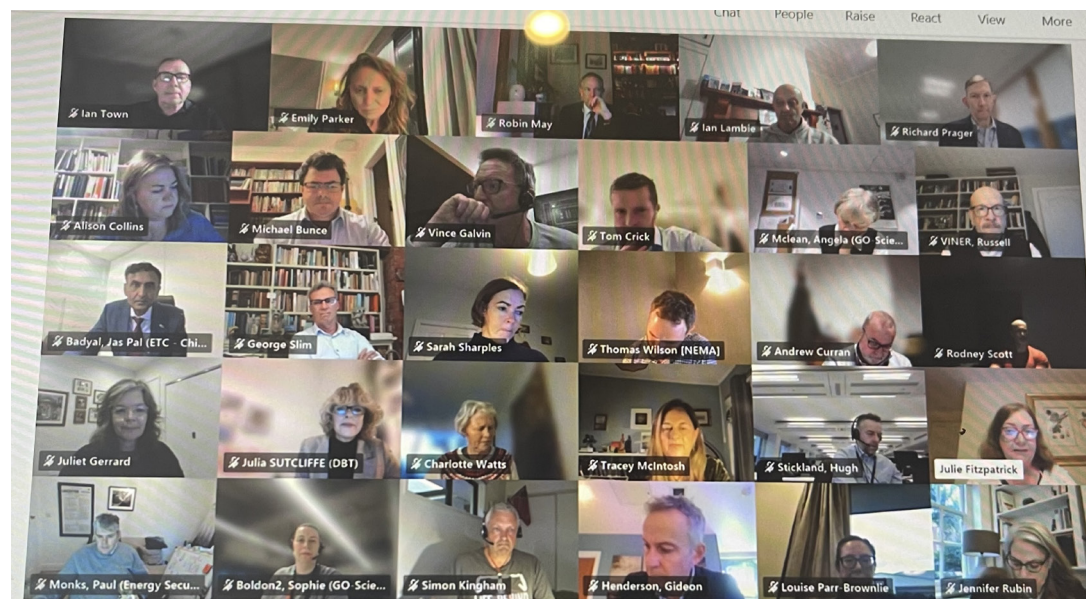 Chat People Raise React View More
Ian Town
Emily Parker
Robin May
Ian Lambie
Richard Prager
Alison Collins
Michael Bunce
Vince Galvin
Tom Crick
Mclean, Angela (GO-Scie...
VINER, Russell
Badyal, Jas Pal (ETC - Chi...
George Slim
Sarah Sharples
Thomas Wilson [NEMA]
Andrew Curran
Rodney Scott
Juliet Gerrard
Julia SUTCLIFFE (DBT)
Charlotte Watts
Tracey McIntosh
Stickland, Hugh
Julie Fitzpatrick
Monks, Paul (Energy Secu...
Boldon2, Sophie (GO-Scie...
Simon Kingham
Henderson, Gideon
Louise Parr-Brownlie
Jennifer Rubin